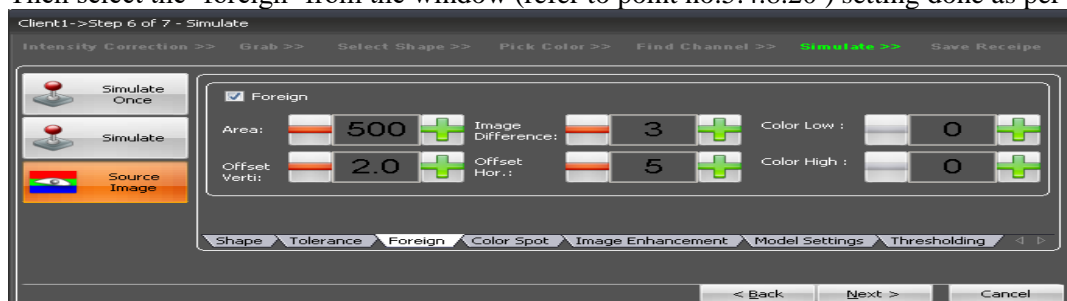 Then select the "foreign" from the window (refer to point no.5.4.8.20 ) setting done as per
Client1->Step 6 of 7 - Simulate
Intensity Correction >> Grab >> Select Shape >> Pick Color >> Find Channel >> Simulate >> Save Receipe
Simulate Once
Foreign
Area: 500 Image Difference: 3 Color Low : 0
Simulate
Offset Verti: 2.0 Offset Hor.: 5 Color High : 0
Source Image
Shape Tolerance Foreign Color Spot Image Enhancement Model Settings Thresholding
< Back Next > Cancel